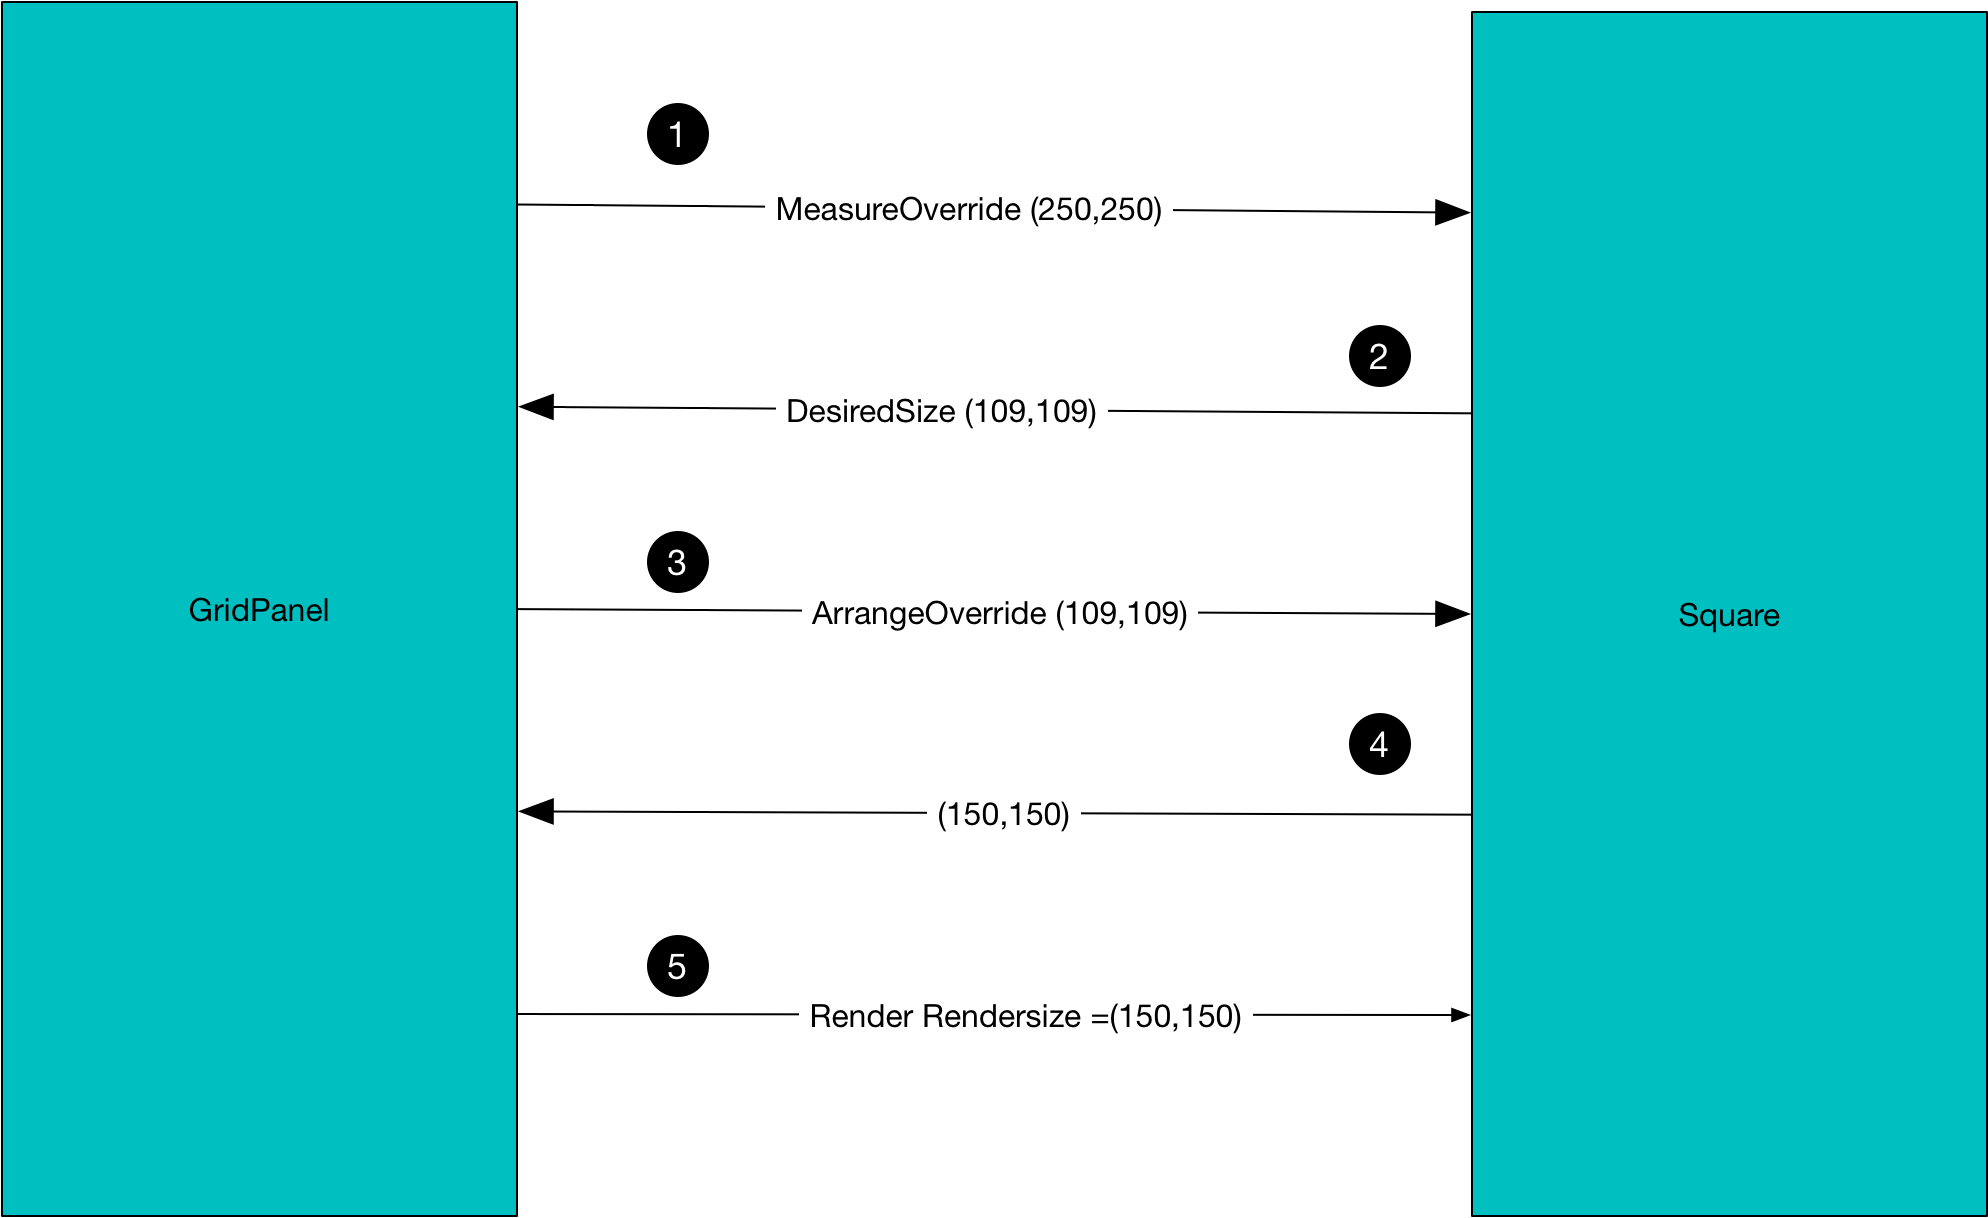 1
MeasureOverride (250,250)
2
DesiredSize (109,109)
3
ArrangeOverride (109,109)
GridPanel
Square
4
(150,150)
5
Render Rendersize =(150,150)